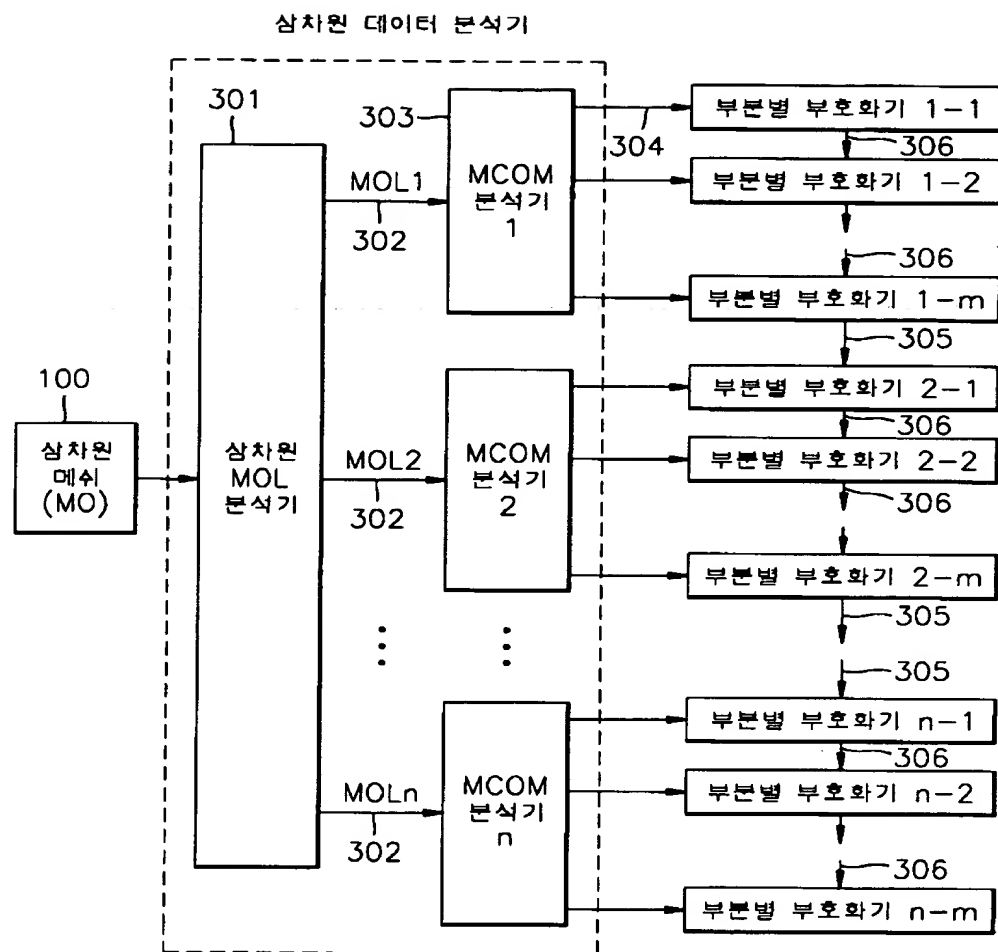 삼차원 데이터 분석기
301
303
304
부분별 부호화기 1-1
306
MOL1
302
MCOM
분석기
1
부분별 부호화기 1-2
306
부분별 부호화기 1-m
305
100
삼차원
메쉬
(MO)
삼차원
MOL
분석기
MOL2
302
MCOM
분석기
2
부분별 부호화기 2-1
306
부분별 부호화기 2-2
306
부분별 부호화기 2-m
305
305
MOLn
302
MCOM
분석기
n
부분별 부호화기 n-1
306
부분별 부호화기 n-2
306
부분별 부호화기 n-m